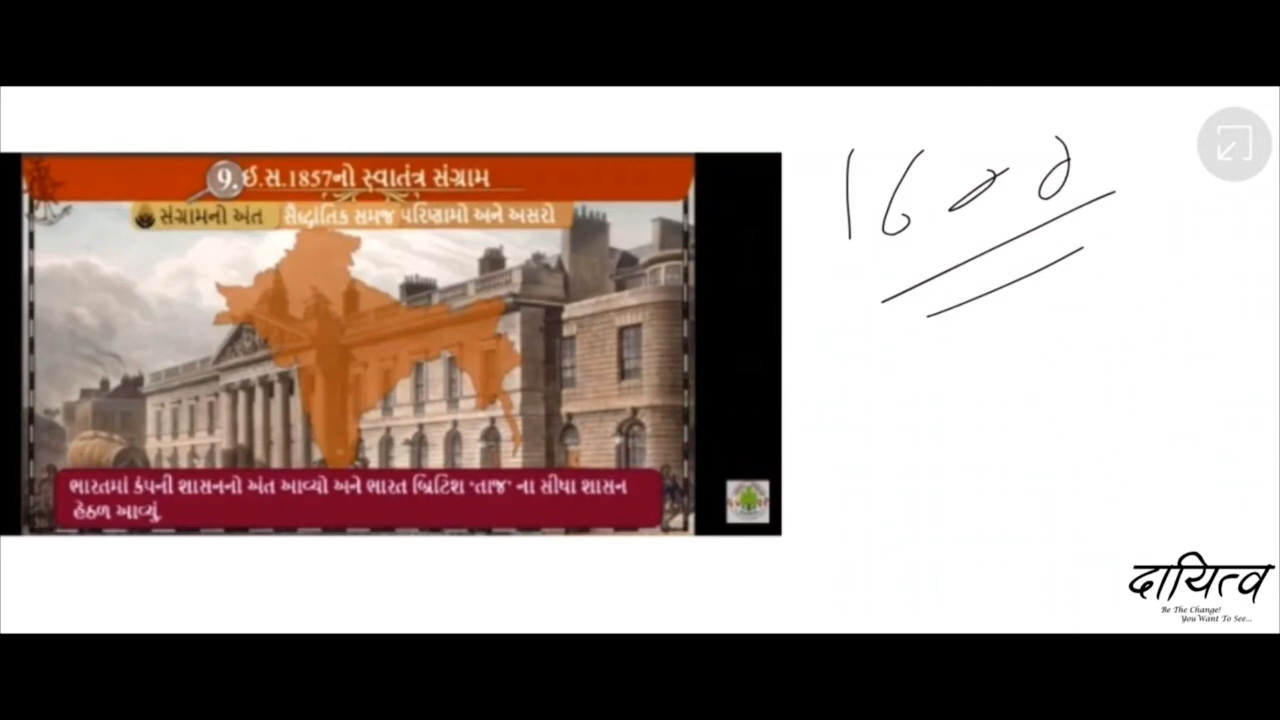 9. ઈ.સ.1857નો સ્વાતંત્ર સંગ્રામ
સંગ્રામનો અંત સૈદ્ધાંતિક સમજ પરિણામો અને અસરો
ભારતમાં કંપની શાસનનો અંત આવ્યો અને ભારત બ્રિટિશ 'તાજ' ના સીધા શાસન
હેઠળ આવ્યું.
दायित्व
Be The Change!
You Want To See...